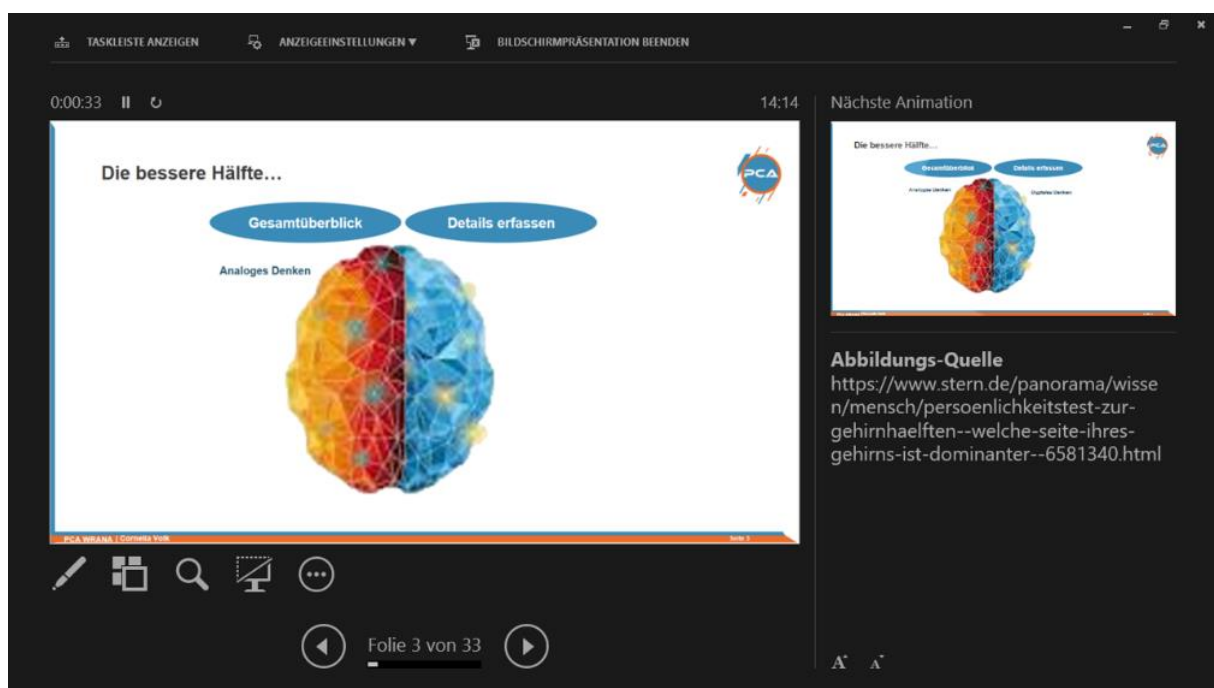 TASKLEISTE ANZEIGEN
ANZEIGEEINSTELLUNGEN ▼
BILDSCHIRMPRÄSENTATION BEENDEN
0:00:33
14:14
Die bessere Hälfte...
PCA
Gesamtüberblick
Details erfassen
Analoges Denken
PCA WRANA | Cornelia Volk
Seite 3
Folie 3 von 33
Nächste Animation
Die bessere Hälfte...
PCA
Gesamtüberblick
Details erfassen
Analoges Denken
Digitales Denken
Abbildungs-Quelle
https://www.stern.de/panorama/wisse
n/mensch/persoenlichkeitstest-zur-
gehirnhaelften--welche-seite-ihres-
gehirns-ist-dominanter--6581340.html
A A